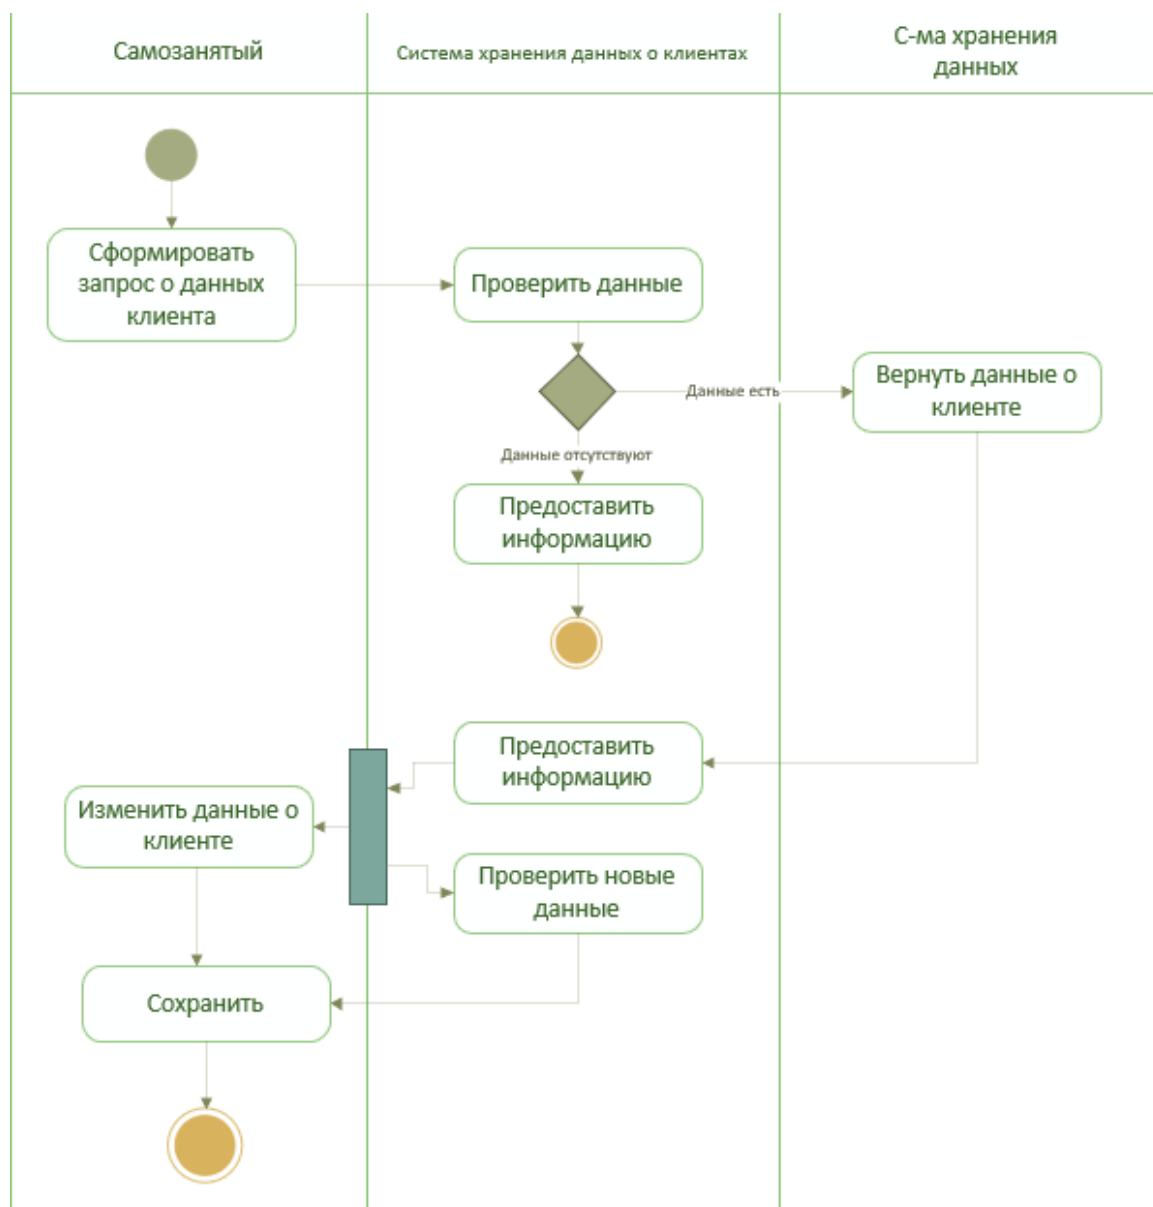 Самозанятый
Система хранения данных о клиентах
С-ма хранения
данных
Сформировать
запрос о данных
клиента
Проверить данные
Данные есть
Вернуть данные о
клиенте
Данные отсутствуют
Предоставить
информацию
Предоставить
информацию
Изменить данные о
клиенте
Проверить новые
данные
Сохранить